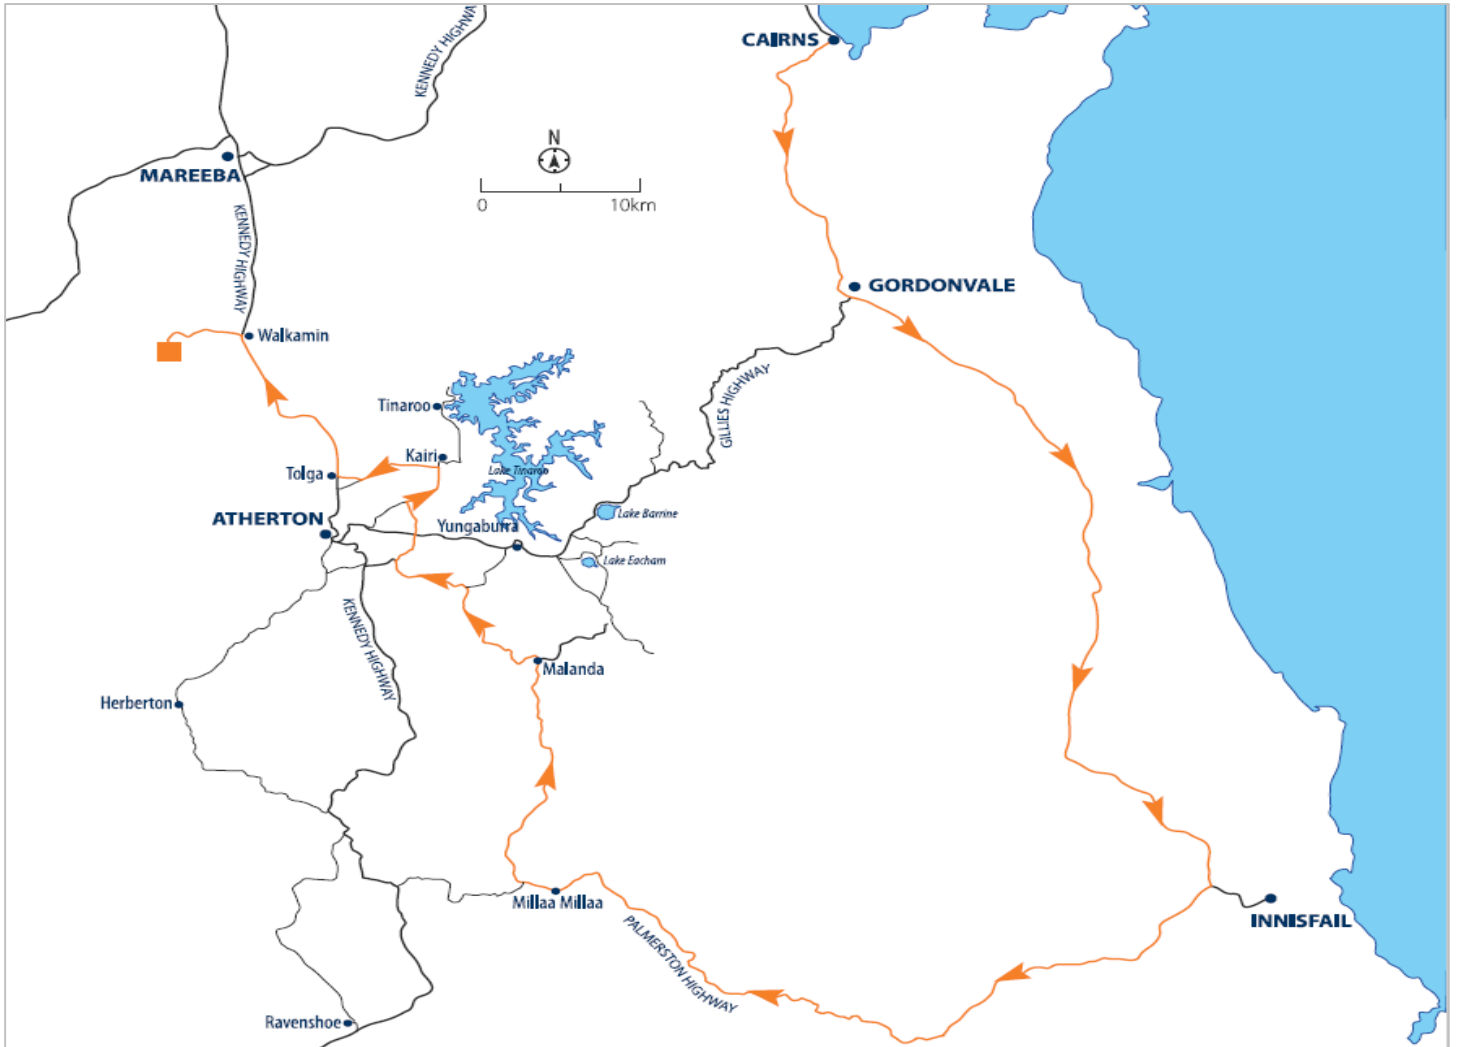 KENNEDY HIGHWAY
CAIRNS
N
MAREEBA
0 10km
KENNEDY HIGHWAY
GORDONVALE
Walkamin
GILLIES HIGHWAY
Tinaroo
Kairi
Tolga
Lake Tinaroo
ATHERTON
Lake Barrine
Yungaburra
Lake Eacham
KENNEDY HIGHWAY
Malanda
Herberton
Millaa Millaa
INNISFAIL
PALMERSTON HIGHWAY
Ravenshoe